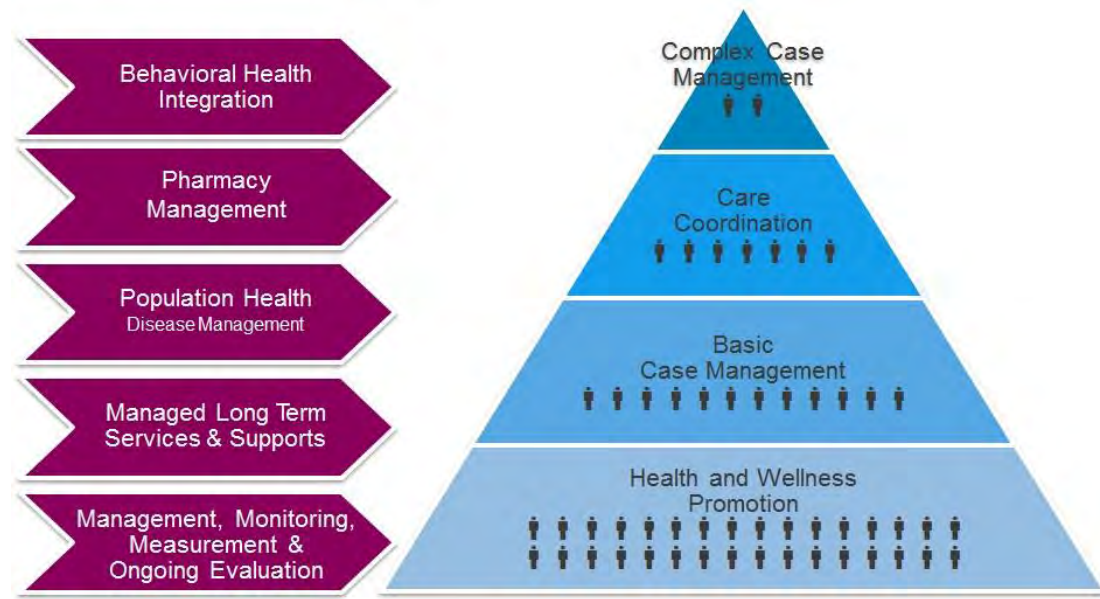 Behavioral Health
Integration
Pharmacy
Management
Population Health
Disease Management
Managed Long Term
Services & Supports
Management, Monitoring,
Measurement &
Ongoing Evaluation
Complex Case
Management
Care
Coordination
Basic
Case Management
Health and Wellness
Promotion